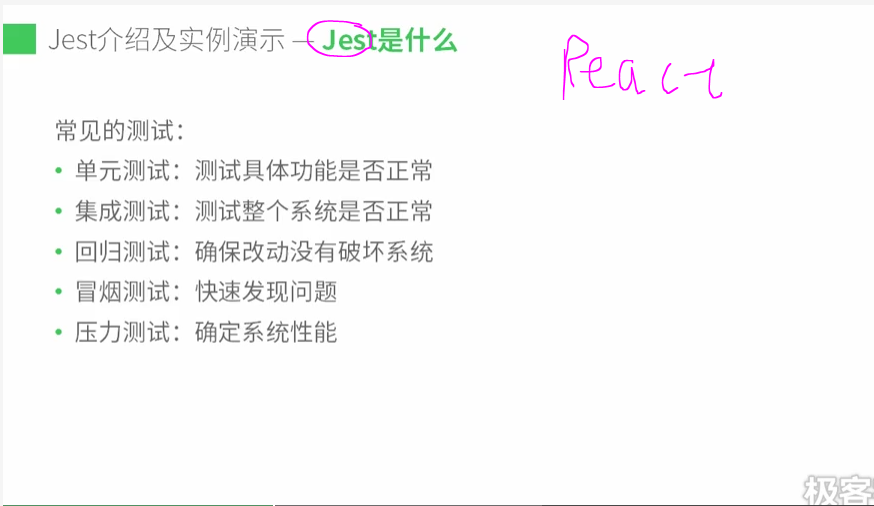 Jest介绍及实例演示 — Jest是什么
React
常见的测试：
• 单元测试：测试具体功能是否正常
• 集成测试：测试整个系统是否正常
• 回归测试：确保改动没有破坏系统
• 冒烟测试：快速发现问题
• 压力测试：确定系统性能
极客